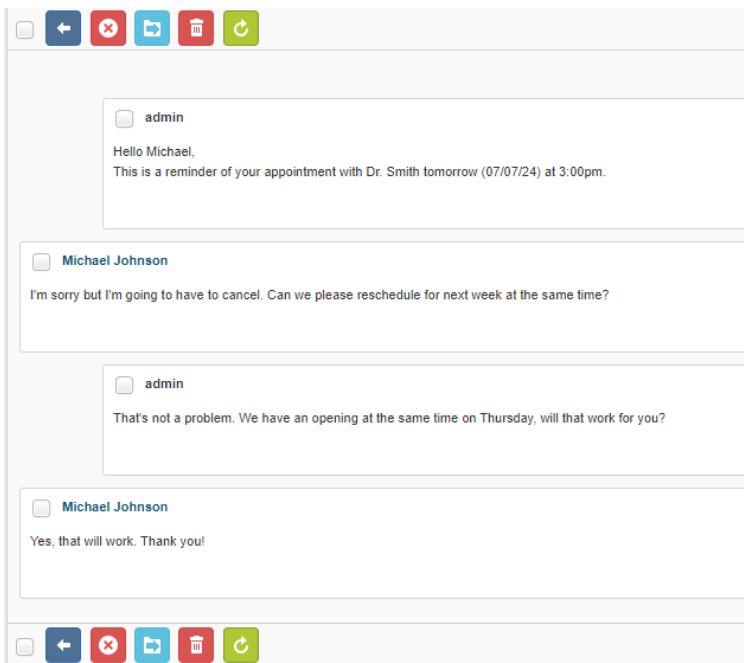 admin
Hello Michael,
This is a reminder of your appointment with Dr. Smith tomorrow (07/07/24) at 3:00pm.
Michael Johnson
I'm sorry but I'm going to have to cancel. Can we please reschedule for next week at the same time?
admin
That's not a problem. We have an opening at the same time on Thursday, will that work for you?
Michael Johnson
Yes, that will work. Thank you!